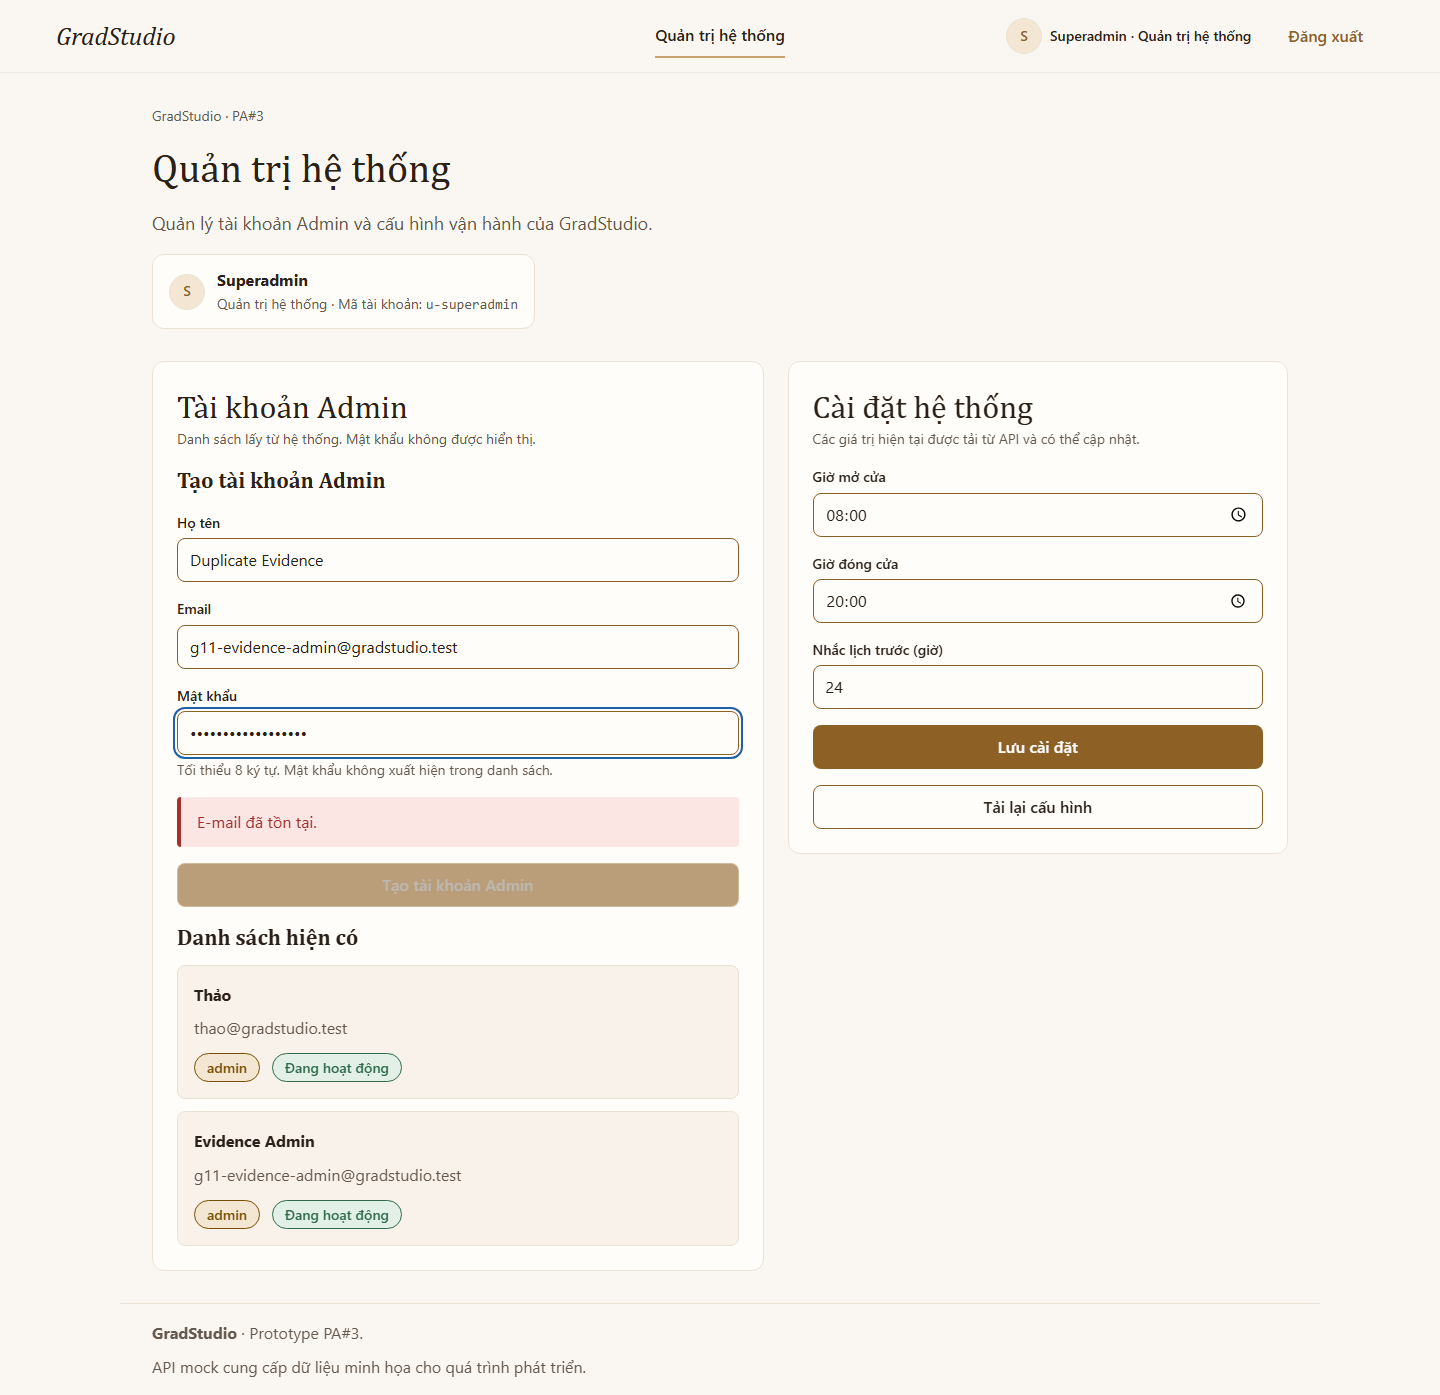 GradStudio
Quản trị hệ thống
S
Superadmin · Quản trị hệ thống
Đăng xuất
GradStudio · PA#3
Quản trị hệ thống
Quản lý tài khoản Admin và cấu hình vận hành của GradStudio.
S
Superadmin
Quản trị hệ thống · Mã tài khoản: u-superadmin
Tài khoản Admin
Danh sách lấy từ hệ thống. Mật khẩu không được hiển thị.
Tạo tài khoản Admin
Họ tên
Duplicate Evidence
Email
g11-evidence-admin@gradstudio.test
Mật khẩu
••••••••••••••••••
Tối thiểu 8 ký tự. Mật khẩu không xuất hiện trong danh sách.
E-mail đã tồn tại.
Tạo tài khoản Admin
Danh sách hiện có
Thảo
thao@gradstudio.test
admin
Đang hoạt động
Evidence Admin
g11-evidence-admin@gradstudio.test
admin
Đang hoạt động
Cài đặt hệ thống
Các giá trị hiện tại được tải từ API và có thể cập nhật.
Giờ mở cửa
08:00
Giờ đóng cửa
20:00
Nhắc lịch trước (giờ)
24
Lưu cài đặt
Tải lại cấu hình
GradStudio · Prototype PA#3.
API mock cung cấp dữ liệu minh họa cho quá trình phát triển.